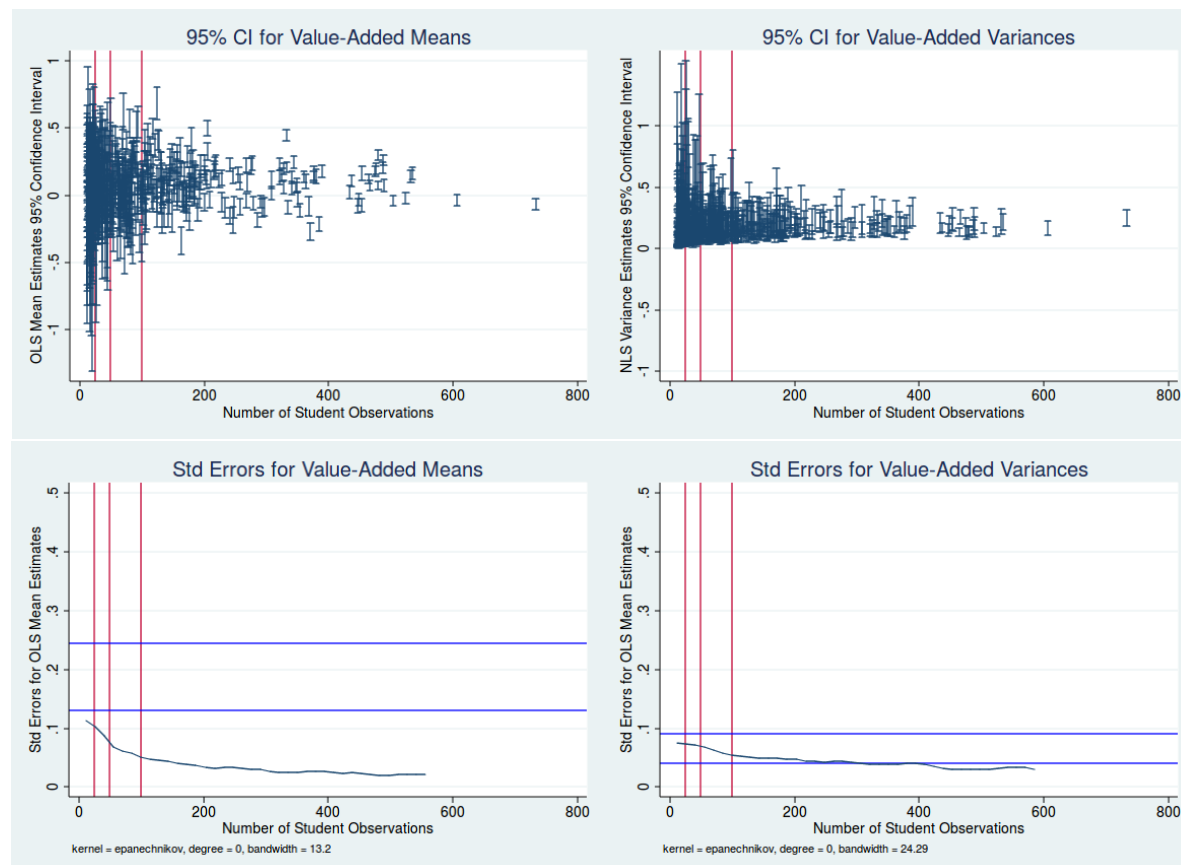 95% CI for Value-Added Means
OLS Mean Estimates 95% Confidence Interval
1
.5
0
-.5
-1
0 200 400 600 800
Number of Student Observations
95% CI for Value-Added Variances
NLS Variance Estimates 95% Confidence Interval
1
.5
0
-.5
-1
0 200 400 600 800
Number of Student Observations
Std Errors for Value-Added Means
Std Errors for OLS Mean Estimates
.5
.4
.3
.2
.1
0
0 200 400 600 800
Number of Student Observations
kernel = epanechnikov, degree = 0, bandwidth = 13.2
Std Errors for Value-Added Variances
Std Errors for OLS Mean Estimates
.5
.4
.3
.2
.1
0
0 200 400 600 800
Number of Student Observations
kernel = epanechnikov, degree = 0, bandwidth = 24.29